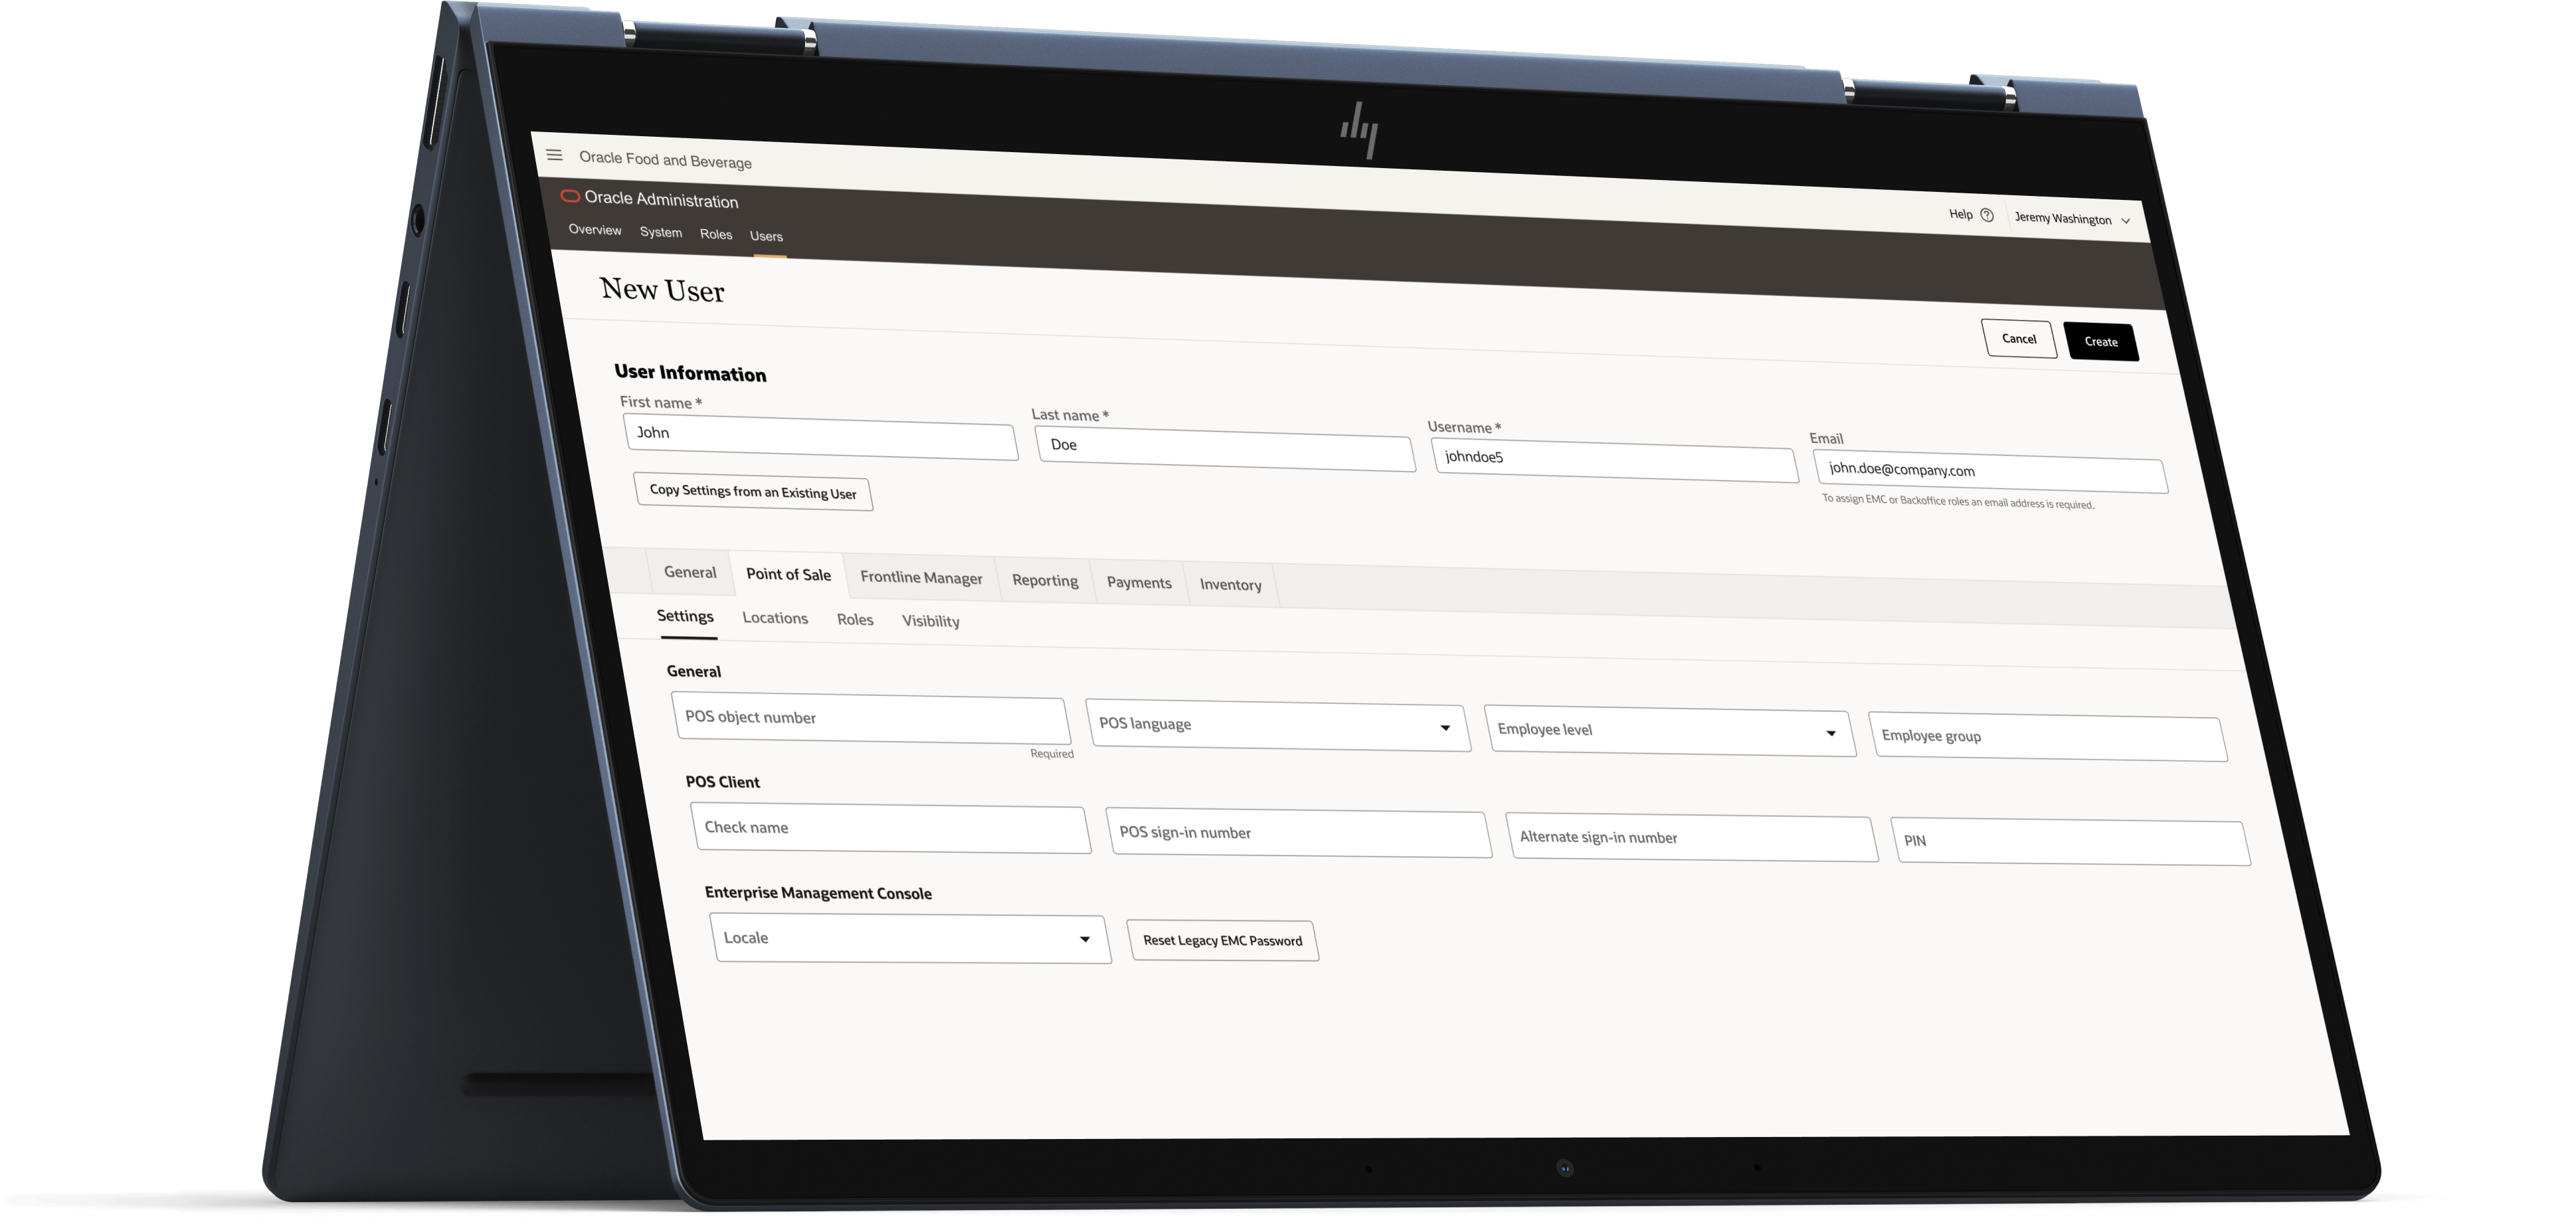 Oracle Food and Beverage
Help
Jeremy Washington
Oracle Administration
Overview System Roles Users
New User
Cancel Create
User Information
First name *
John
Last name *
Doe
Username *
johndoe5
Email
john.doe@company.com
To assign EMC or Backoffice roles an email address is required.
Copy Settings from an Existing User
General Point of Sale Frontline Manager Reporting Payments Inventory
Settings Locations Roles Visibility
General
POS object number
Required
POS language
Employee level
Employee group
POS Client
Check name
POS sign-in number
Alternate sign-in number
PIN
Enterprise Management Console
Locale
Reset Legacy EMC Password